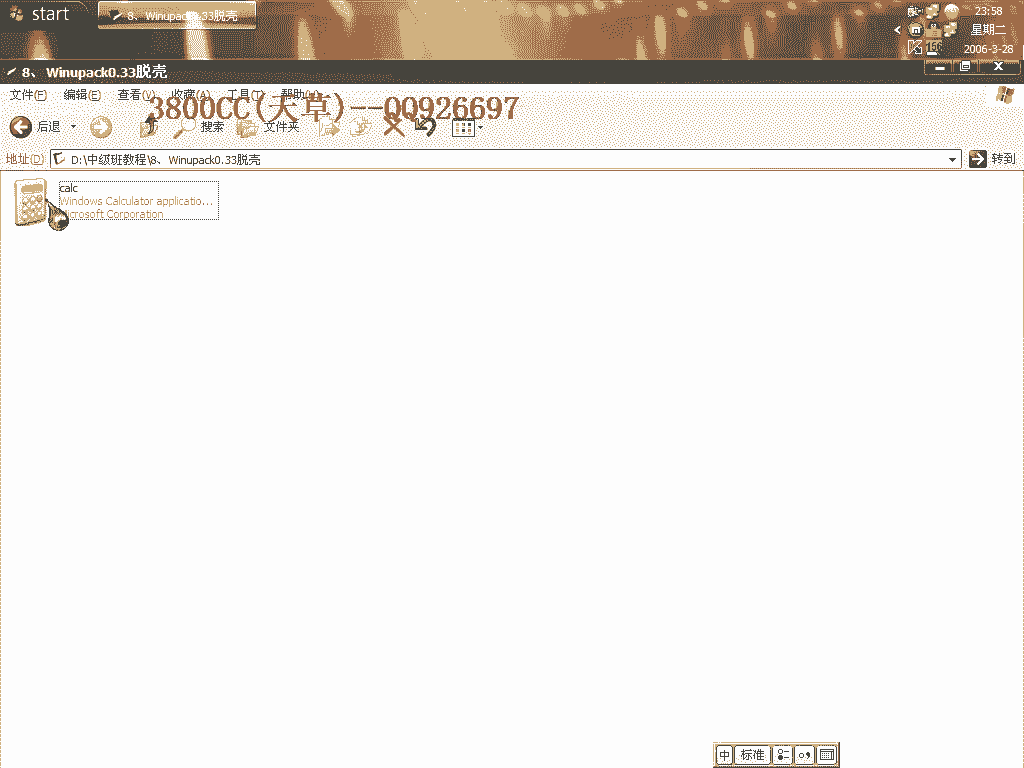 start
8、Winupack0.33脱壳
23:58
星期二
2006-3-28
8、Winupack0.33脱壳
文件(F) 编辑(E) 查看(V) 收藏(A) 工具(T) 帮助(H)
3800CC(天草)--QQ926697
后退 搜索 文件夹
地址(D) D:\中级班教程\8、Winupack0.33脱壳 转到
calc
Windows Calculator applicatio...
Microsoft Corporation
中 标准